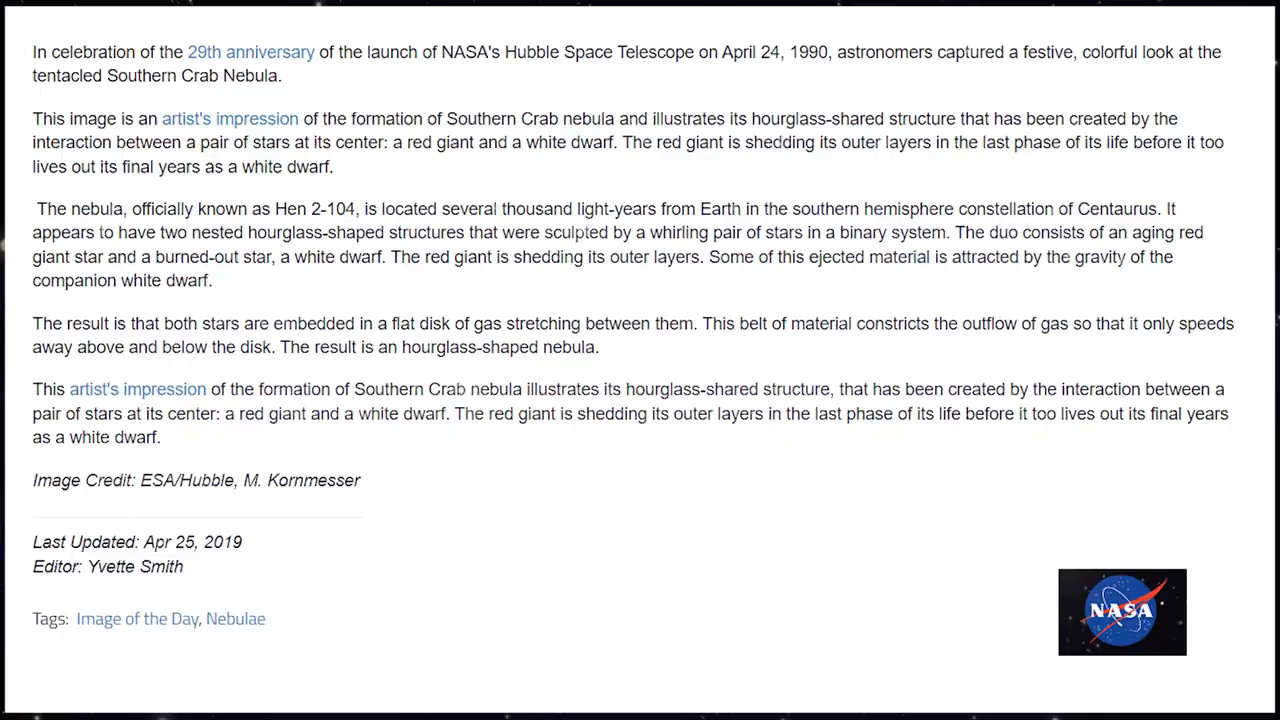 In celebration of the 29th anniversary of the launch of NASA's Hubble Space Telescope on April 24, 1990, astronomers captured a festive, colorful look at the
tentacled Southern Crab Nebula.
This image is an artist's impression of the formation of Southern Crab nebula and illustrates its hourglass-shared structure that has been created by the
interaction between a pair of stars at its center: a red giant and a white dwarf. The red giant is shedding its outer layers in the last phase of its life before it too
lives out its final years as a white dwarf.
The nebula, officially known as Hen 2-104, is located several thousand light-years from Earth in the southern hemisphere constellation of Centaurus. It
appears to have two nested hourglass-shaped structures that were sculpted by a whirling pair of stars in a binary system. The duo consists of an aging red
giant star and a burned-out star, a white dwarf. The red giant is shedding its outer layers. Some of this ejected material is attracted by the gravity of the
companion white dwarf.
The result is that both stars are embedded in a flat disk of gas stretching between them. This belt of material constricts the outflow of gas so that it only speeds
away above and below the disk. The result is an hourglass-shaped nebula.
This artist's impression of the formation of Southern Crab nebula illustrates its hourglass-shared structure, that has been created by the interaction between a
pair of stars at its center: a red giant and a white dwarf. The red giant is shedding its outer layers in the last phase of its life before it too lives out its final years
as a white dwarf.
Image Credit: ESA/Hubble, M. Kornmesser
Last Updated: Apr 25, 2019
Editor: Yvette Smith
Tags: Image of the Day, Nebulae
NASA